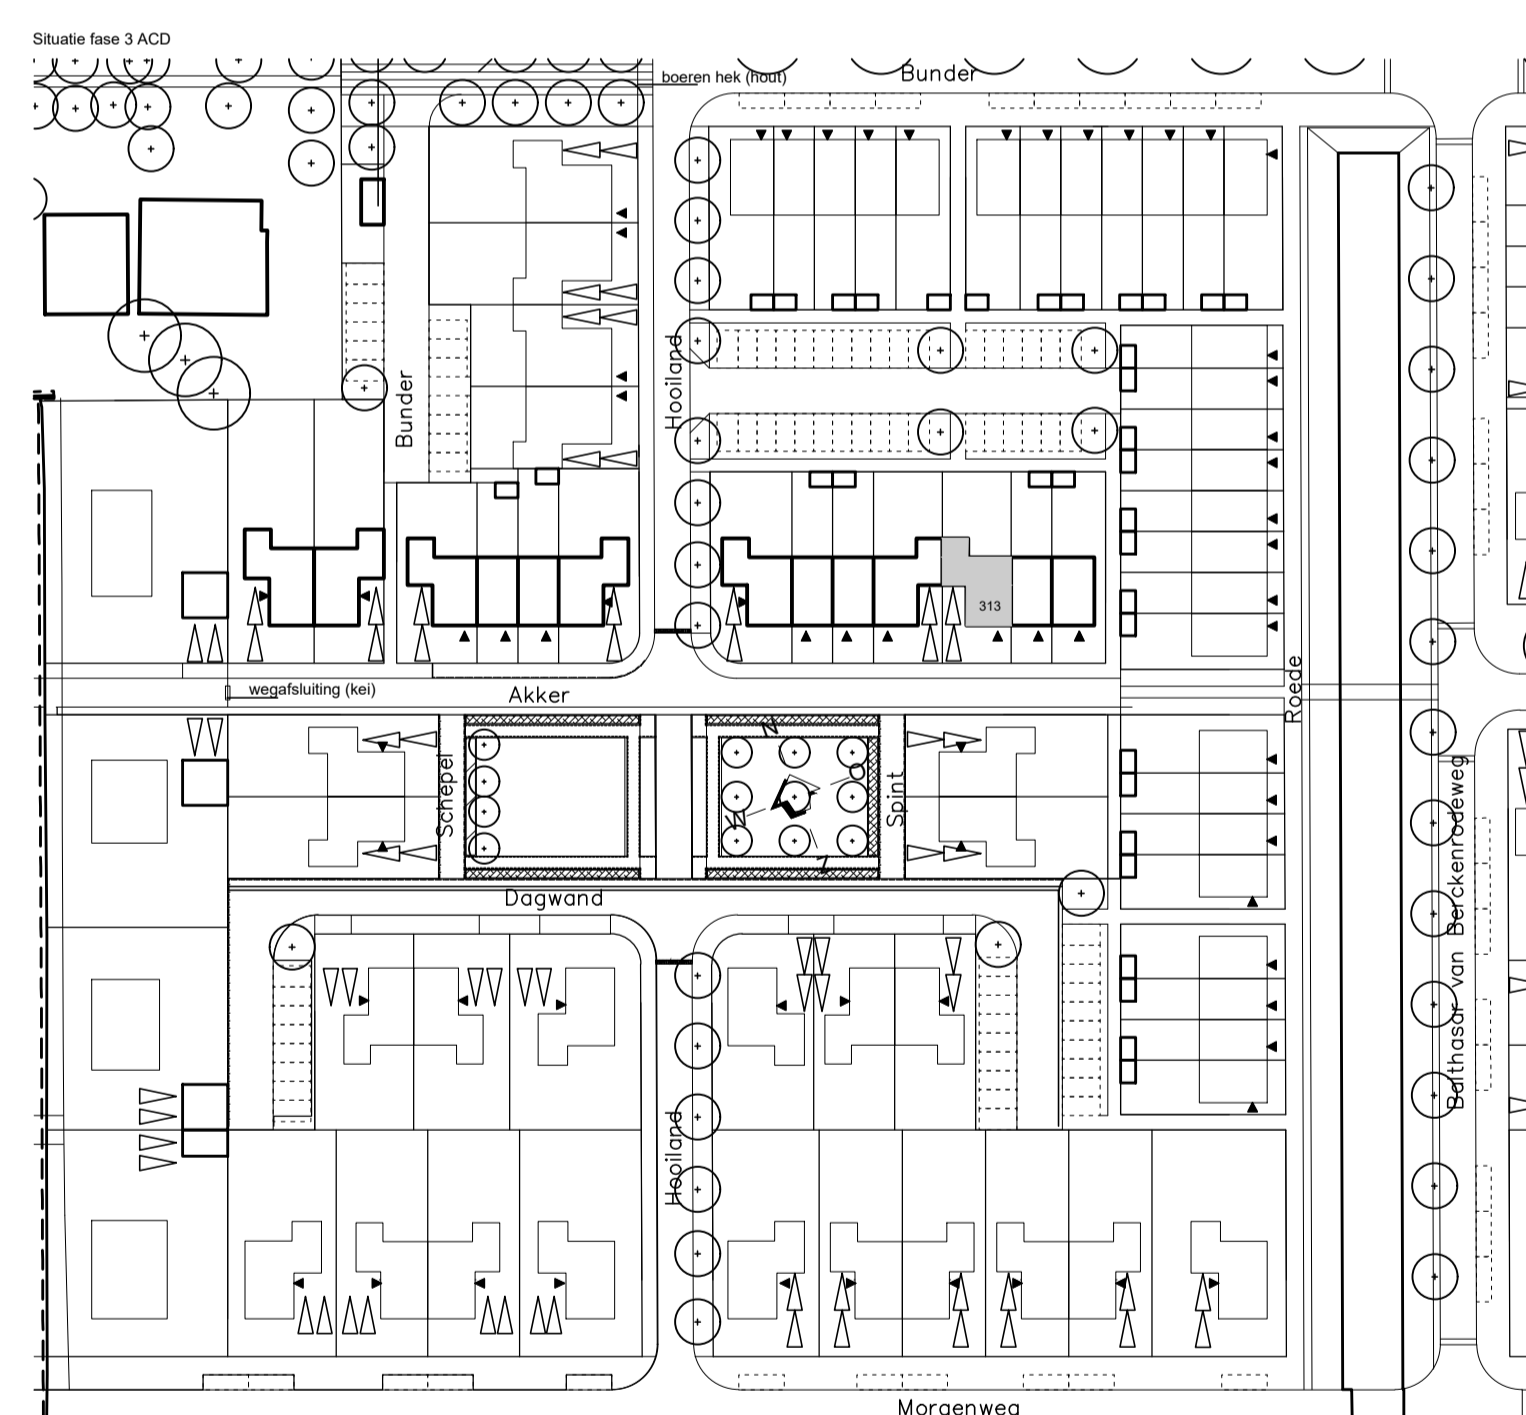 Situatie fase 3 ACD
boeren hek (hout)
Bunder
Hooiland
Bunder
313
wegafsluiting (kei)
Akker
Roede
Schepel
N
O
W
Z
Spint
Balthasar van Berckenrodeweg
Dagwand
Hooiland
Morgenweg